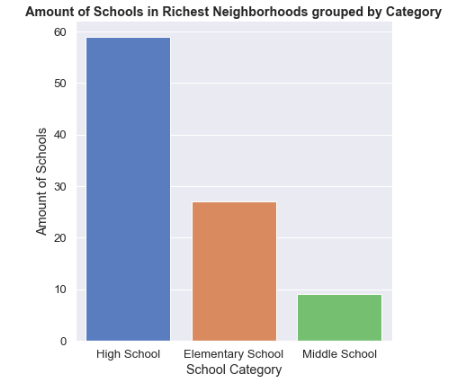 Amount of Schools in Richest Neighborhoods grouped by Category
60
50
40
30
20
10
0
Amount of Schools
High School
Elementary School
Middle School
School Category